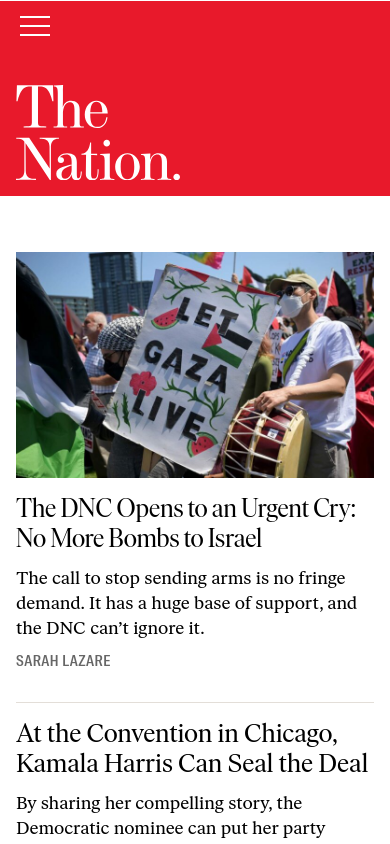 The
Nation.
LET
GAZA
LIVE
The DNC Opens to an Urgent Cry:
No More Bombs to Israel
The call to stop sending arms is no fringe
demand. It has a huge base of support, and
the DNC can’t ignore it.
SARAH LAZARE
At the Convention in Chicago,
Kamala Harris Can Seal the Deal
By sharing her compelling story, the
Democratic nominee can put her party